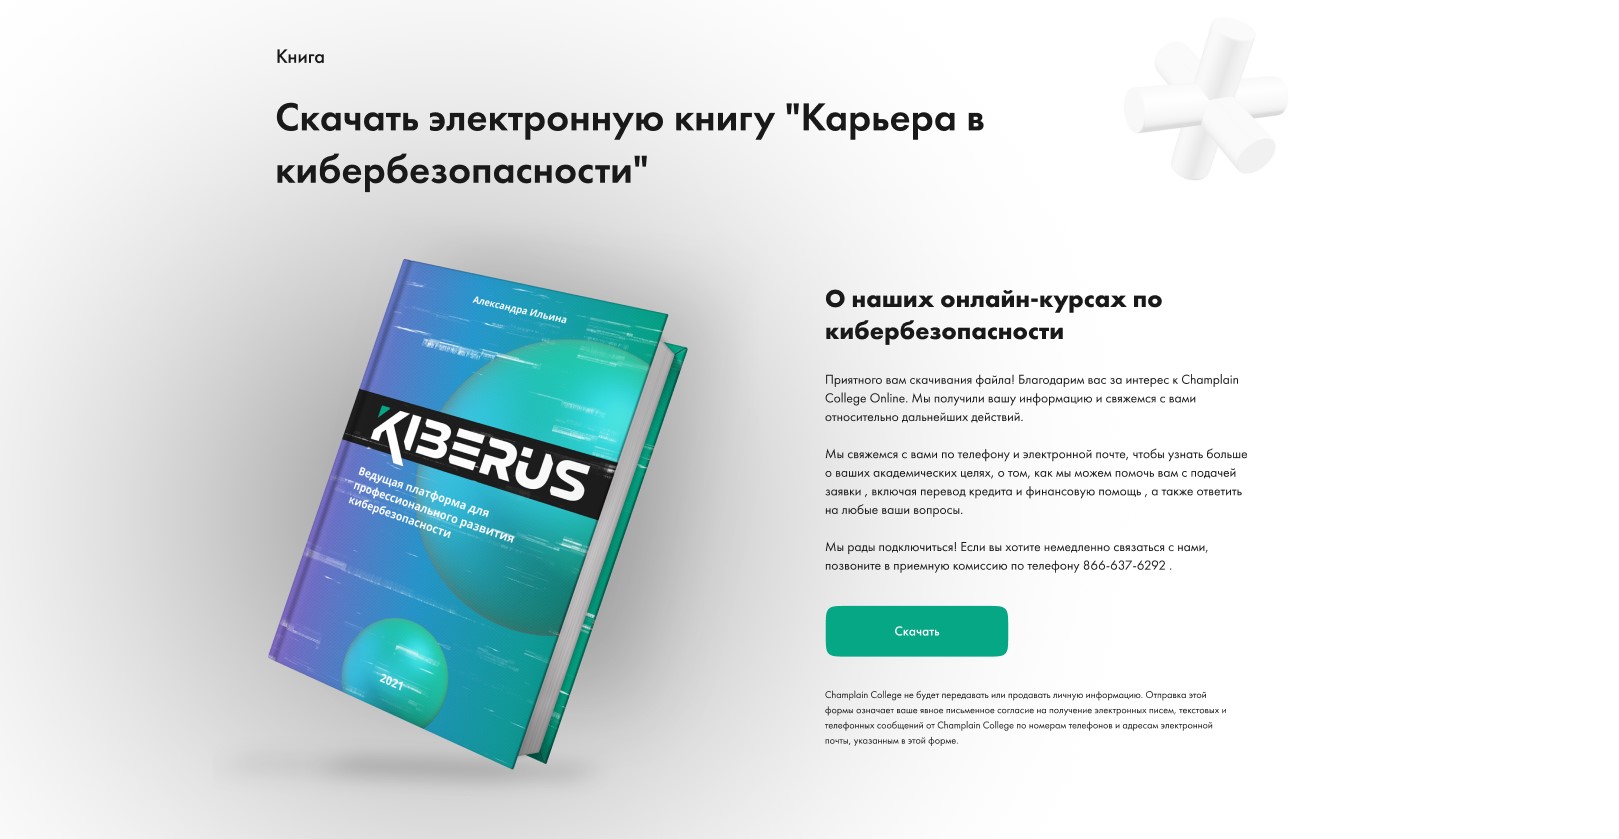 Книга
Скачать электронную книгу "Карьера в
кибербезопасности"
Александра Ильина
KIBERUS
Ведущая платформа для
профессионального развития
кибербезопасности
2021
О наших онлайн-курсах по
кибербезопасности
Приятного вам скачивания файла! Благодарим вас за интерес к Champlain
College Online. Мы получили вашу информацию и свяжемся с вами
относительно дальнейших действий.
Мы свяжемся с вами по телефону и электронной почте, чтобы узнать больше
о ваших академических целях, о том, как мы можем помочь вам с подачей
заявки , включая перевод кредита и финансовую помощь , а также ответить
на любые ваши вопросы.
Мы рады подключиться! Если вы хотите немедленно связаться с нами,
позвоните в приемную комиссию по телефону 866-637-6292 .
Скачать
Champlain College не будет передавать или продавать личную информацию. Отправка этой
формы означает ваше явное письменное согласие на получение электронных писем, текстовых и
телефонных сообщений от Champlain College по номерам телефонов и адресам электронной
почты, указанным в этой форме.